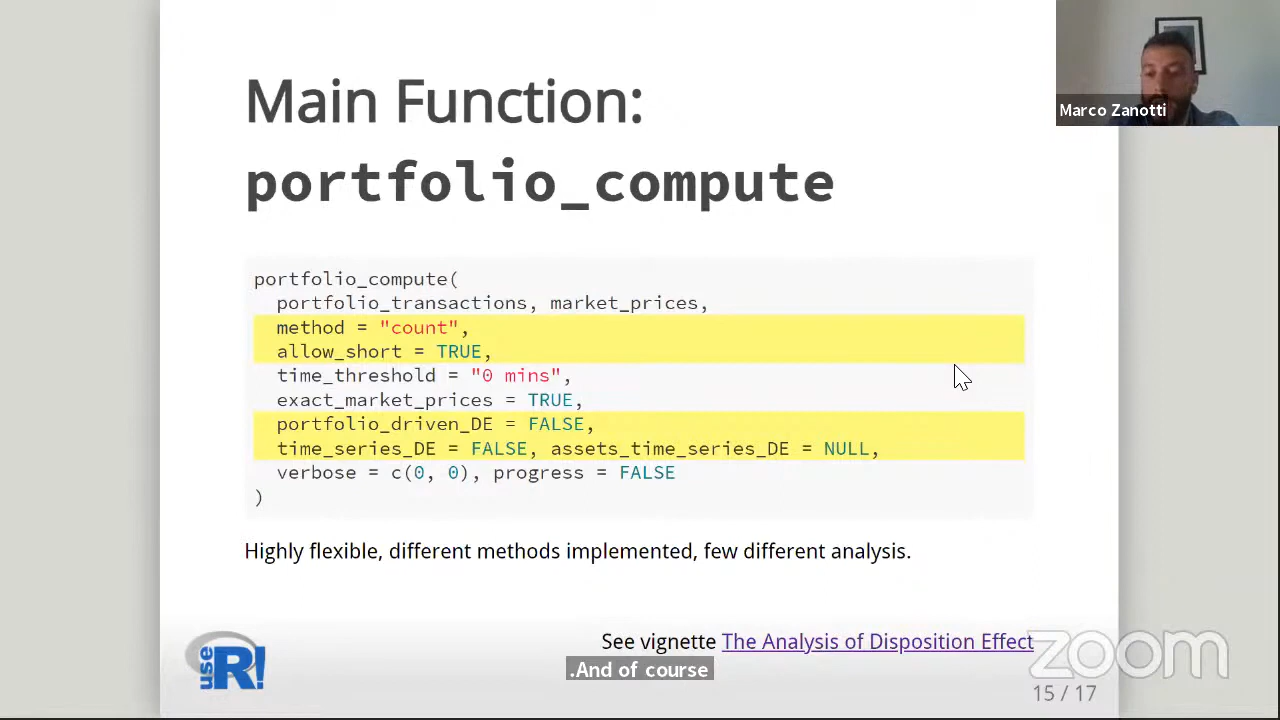 Main Function:
portfolio_compute
Marco Zanotti
portfolio_compute(
portfolio_transactions, market_prices,
method = "count",
allow_short = TRUE,
time_threshold = "0 mins",
exact_market_prices = TRUE,
portfolio_driven_DE = FALSE,
time_series_DE = FALSE, assets_time_series_DE = NULL,
verbose = c(0, 0), progress = FALSE
)
Highly flexible, different methods implemented, few different analysis.
See vignette The Analysis of Disposition Effect
.And of course
use R!
zoom
15 / 17